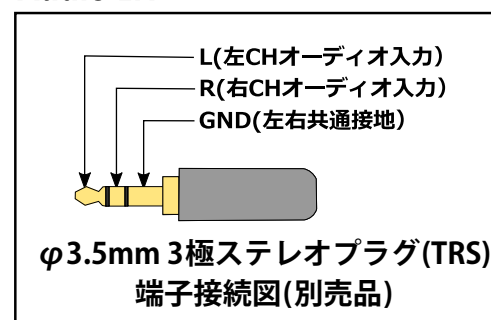 L(左CHオーディオ入力)
R(右CHオーディオ入力)
GND(左右共通接地)
φ3.5mm 3極ステレオプラグ(TRS)
端子接続図(別売品)